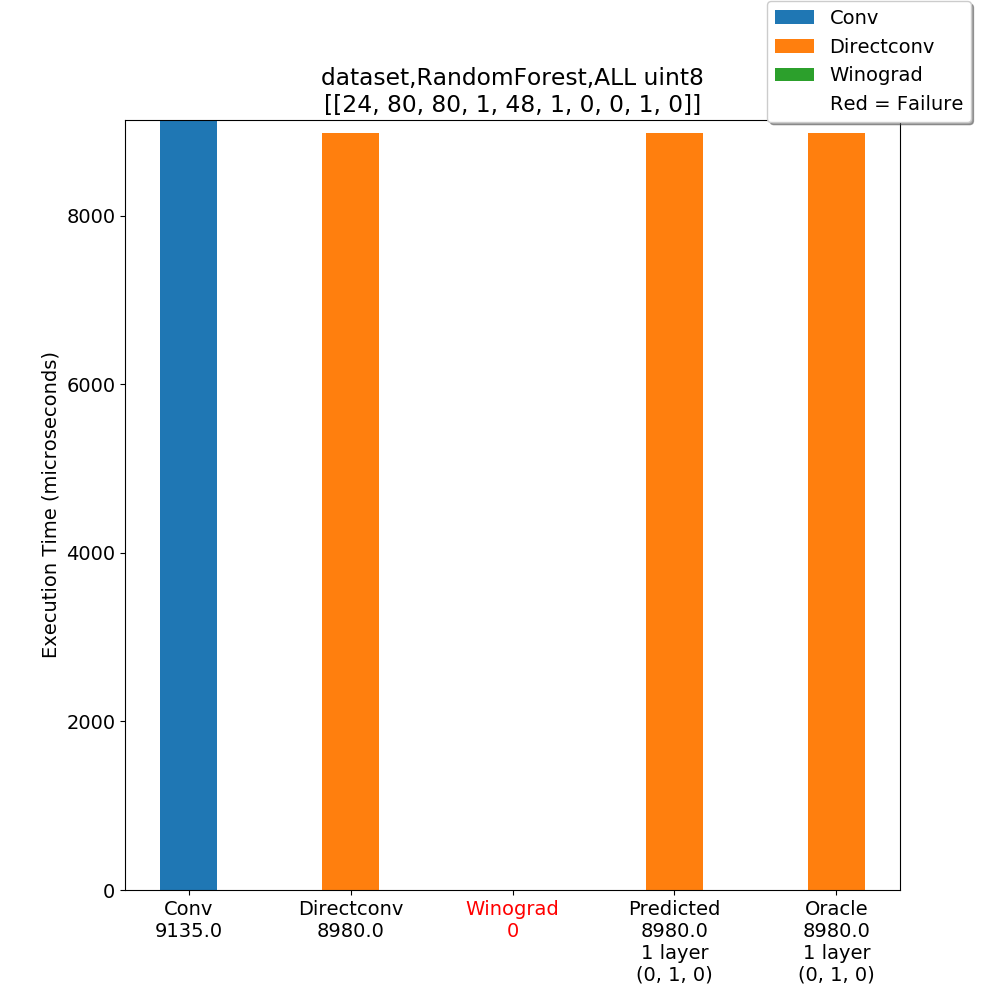 Conv
Directconv
Winograd
Red = Failure
dataset,RandomForest,ALL uint8
[[24, 80, 80, 1, 48, 1, 0, 0, 1, 0]]
Execution Time (microseconds)
8000
6000
4000
2000
0
Conv
9135.0
Directconv
8980.0
Winograd
0
Predicted
8980.0
1 layer
(0, 1, 0)
Oracle
8980.0
1 layer
(0, 1, 0)